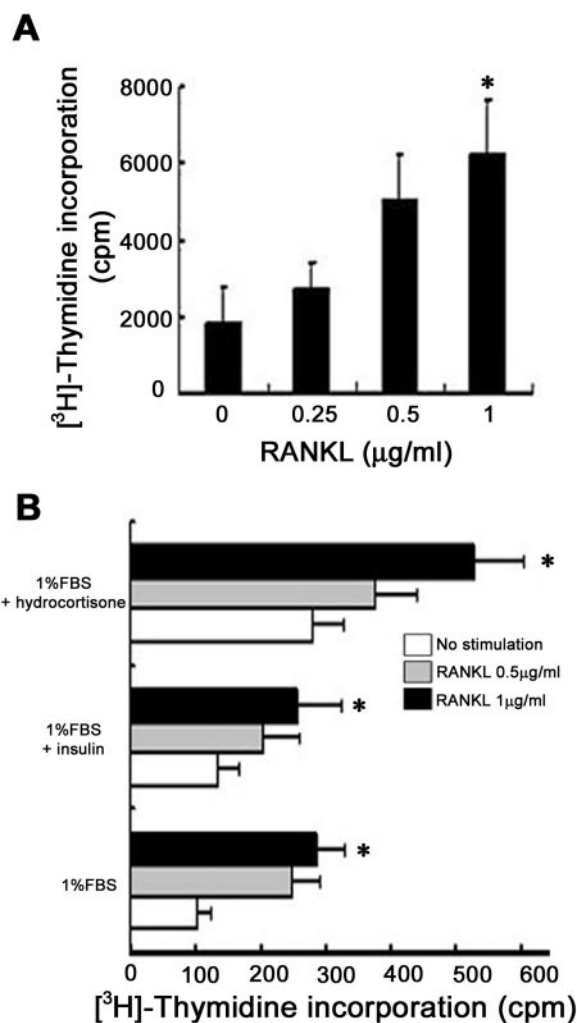 A
[³H]-Thymidine incorporation
(cpm)
8000
6000
4000
2000
0
*
0 0.25 0.5 1
RANKL (μg/ml)
B
1%FBS
+ hydrocortisone
*
1%FBS
+ insulin
*
1%FBS
*
No stimulation
RANKL 0.5μg/ml
RANKL 1μg/ml
0 100 200 300 400 500 600
[³H]-Thymidine incorporation (cpm)